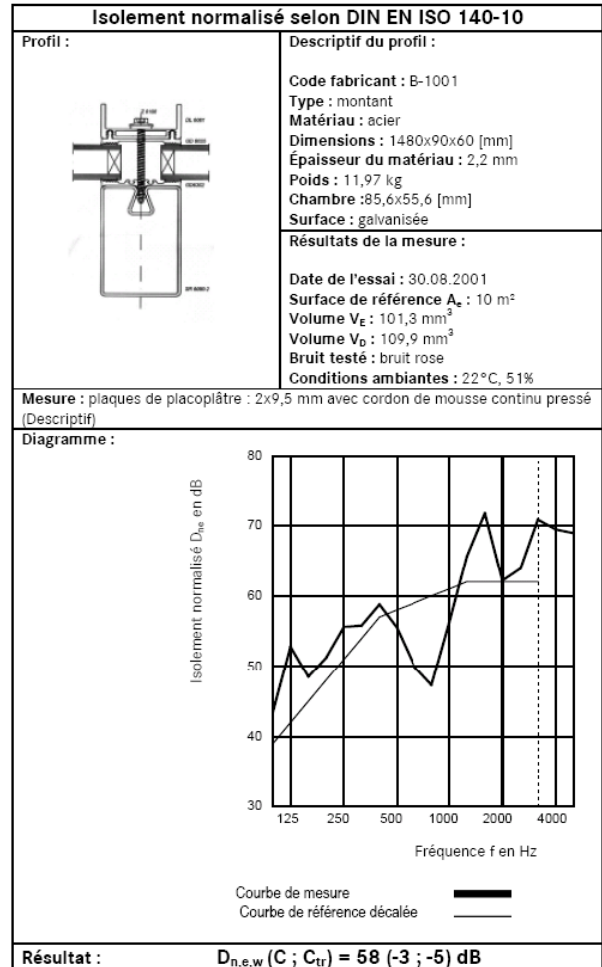 Isolement normalisé selon DIN EN ISO 140-10
Profil :
Descriptif du profil :
Code fabricant : B-1001
Type : montant
Matériau : acier
Dimensions : 1480x90x60 [mm]
Épaisseur du matériau : 2,2 mm
Poids : 11,97 kg
Chambre :85,6x55,6 [mm]
Surface : galvanisée
Résultats de la mesure :
Date de l'essai : 30.08.2001
Surface de référence Aₑ : 10 m²
Volume V_E : 101,3 mm³
Volume V_D : 109,9 mm³
Bruit testé : bruit rose
Conditions ambiantes : 22°C, 51%
Mesure : plaques de placoplâtre : 2x9,5 mm avec cordon de mousse continu pressé
(Descriptif)
Diagramme :
Isolement normalisé Dₙₑ en dB
80
70
60
50
40
30
125 250 500 1000 2000 4000
Fréquence f en Hz
Courbe de mesure
Courbe de référence décalée
Résultat : D_n,e,w (C ; C_tr) = 58 (-3 ; -5) dB